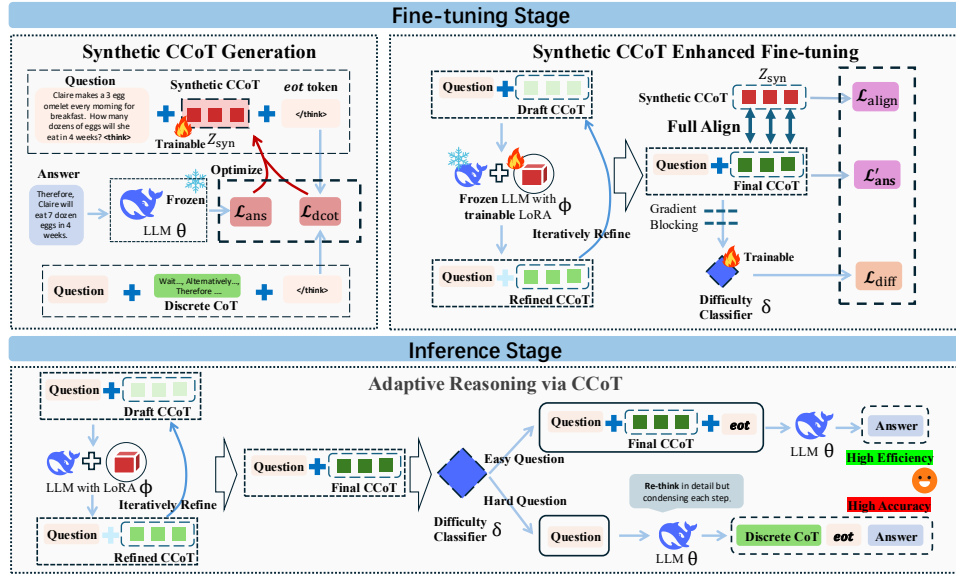 Fine-tuning Stage
Synthetic CCoT Generation
Question
Claire makes a 3 egg
omelet every morning for
breakfast. How many
dozens of eggs will she
eat in 4 weeks? <think>
Synthetic CCoT
Trainable
Z_syn
eot token
</think>
Optimize
Answer
Therefore,
Claire will
eat 7 dozen
eggs in 4
weeks.
Frozen
LLM θ
ℒ_ans
ℒ_dcot
Question
Wait..., Alternatively...,
Therefore ....
Discrete CoT
</think>
Synthetic CCoT Enhanced Fine-tuning
Question
Draft CCoT
Frozen LLM with
trainable LoRA ϕ
Iteratively Refine
Question
Refined CCoT
Z_syn
Synthetic CCoT
Full Align
Question
Final CCoT
Gradient
Blocking
Trainable
Difficulty
Classifier δ
ℒ_align
ℒ'_ans
ℒ_diff
Inference Stage
Adaptive Reasoning via CCoT
Question
Draft CCoT
LLM with LoRA ϕ
Iteratively Refine
Question
Refined CCoT
Question
Final CCoT
Difficulty
Classifier δ
Easy Question
Hard Question
Question
Final CCoT
eot
LLM θ
Answer
High Efficiency
High Accuracy
Question
Re-think in detail but
condensing each step.
LLM θ
Discrete CoT
eot
Answer